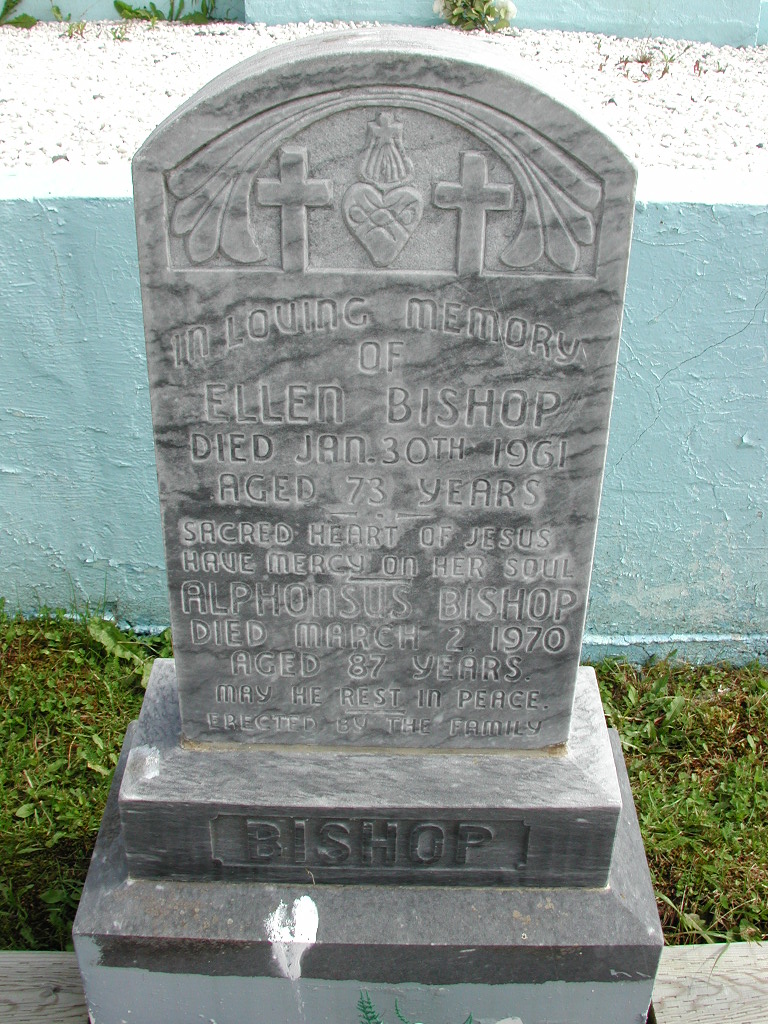 IN LOVING MEMORY
OF
ELLEN BISHOP
DIED JAN. 30TH 1961
AGED 73 YEARS
SACRED HEART OF JESUS
HAVE MERCY ON HER SOUL
ALPHONSUS BISHOP
DIED MARCH 2, 1970
AGED 87 YEARS.
MAY HE REST IN PEACE.
ERECTED BY THE FAMILY
BISHOP